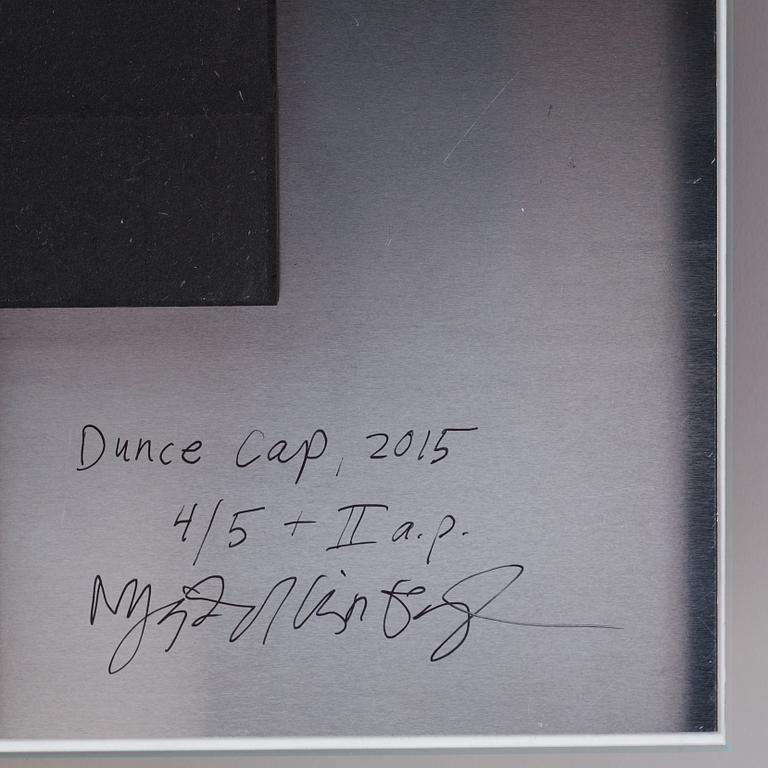 Dunce Cap, 2015
4/5 + II a.p.